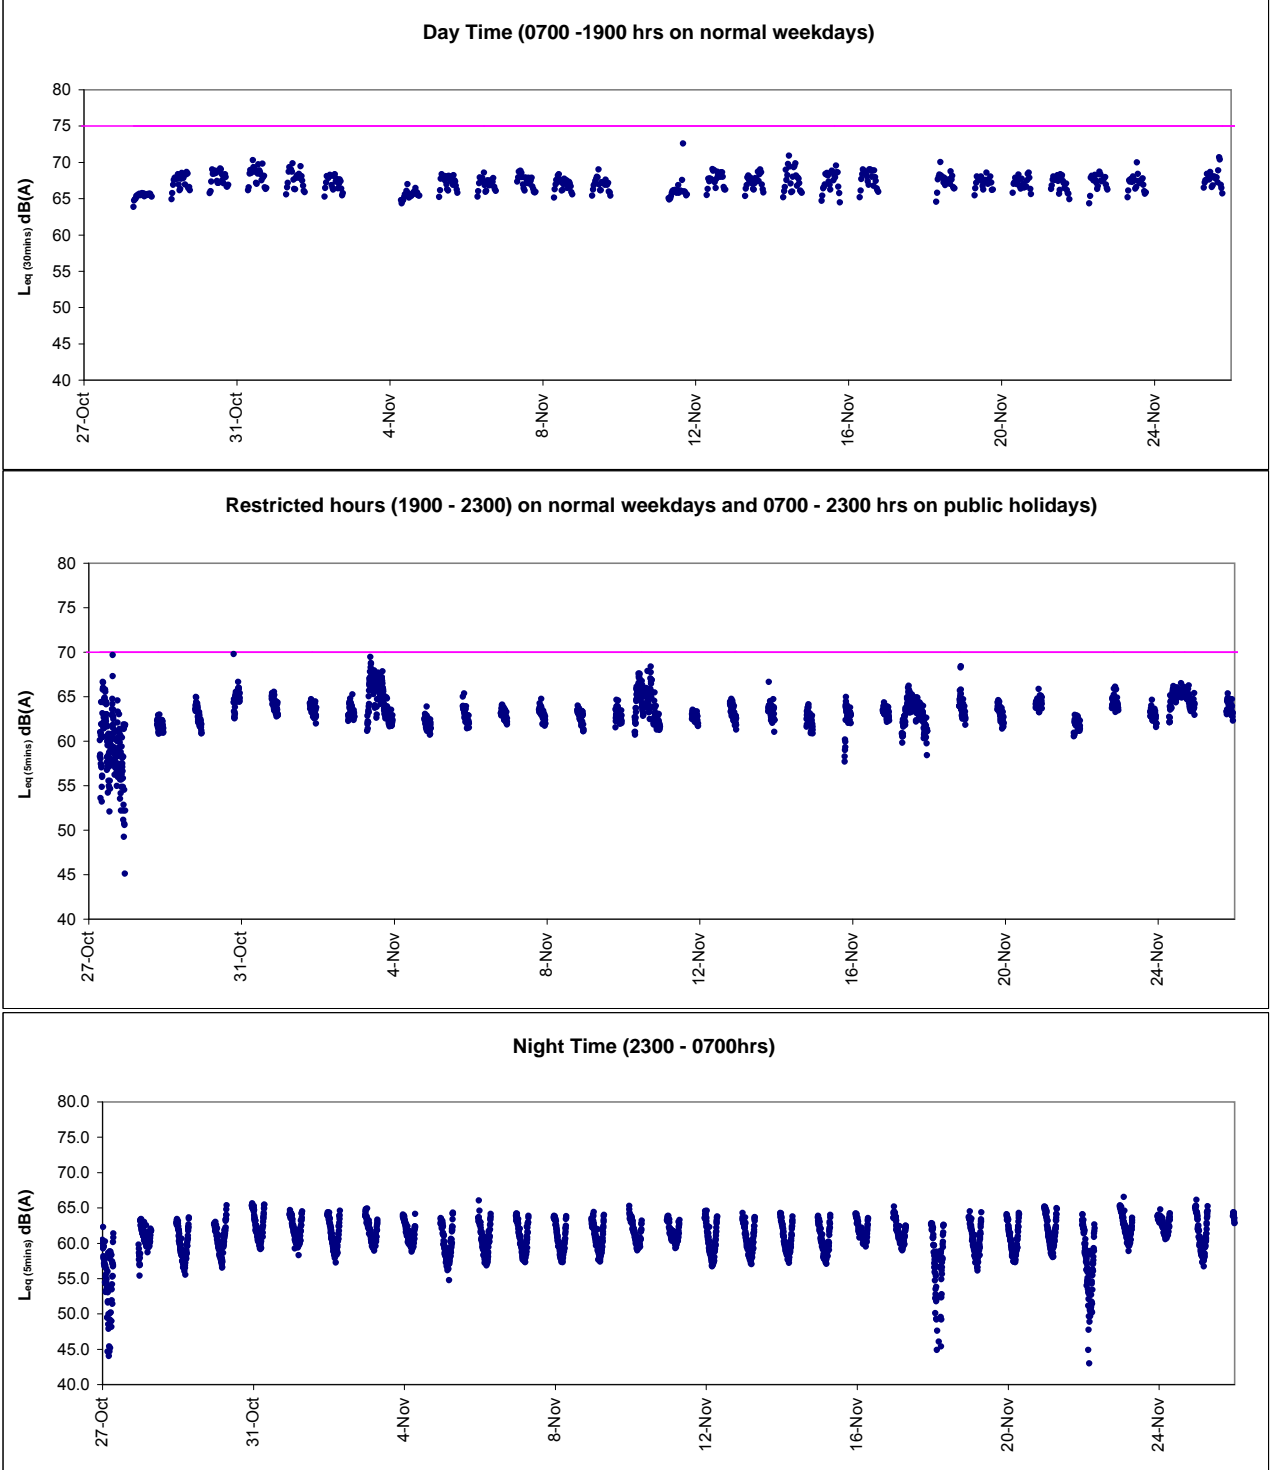 Day Time (0700 -1900 hrs on normal weekdays)
80
75
70
65
60
55
50
45
40
Leq (30mins) dB(A)
27-Oct
31-Oct
4-Nov
8-Nov
12-Nov
16-Nov
20-Nov
24-Nov
Restricted hours (1900 - 2300) on normal weekdays and 0700 - 2300 hrs on public holidays)
80
75
70
65
60
55
50
45
40
Leq (5mins) dB(A)
27-Oct
31-Oct
4-Nov
8-Nov
12-Nov
16-Nov
20-Nov
24-Nov
Night Time (2300 - 0700hrs)
80.0
75.0
70.0
65.0
60.0
55.0
50.0
45.0
40.0
Leq (5mins) dB(A)
27-Oct
31-Oct
4-Nov
8-Nov
12-Nov
16-Nov
20-Nov
24-Nov